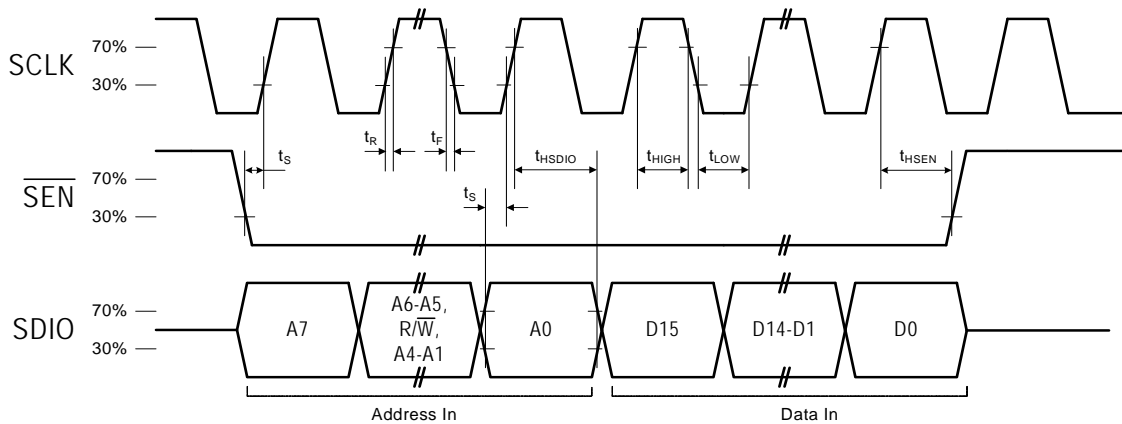 SCLK
70%
30%
tR
tF
tS
tHSDIO
tHIGH
tLOW
tHSEN
SEN
70%
30%
tS
SDIO
70%
30%
A7
A6-A5,
R/W,
A4-A1
A0
D15
D14-D1
D0
Address In
Data In